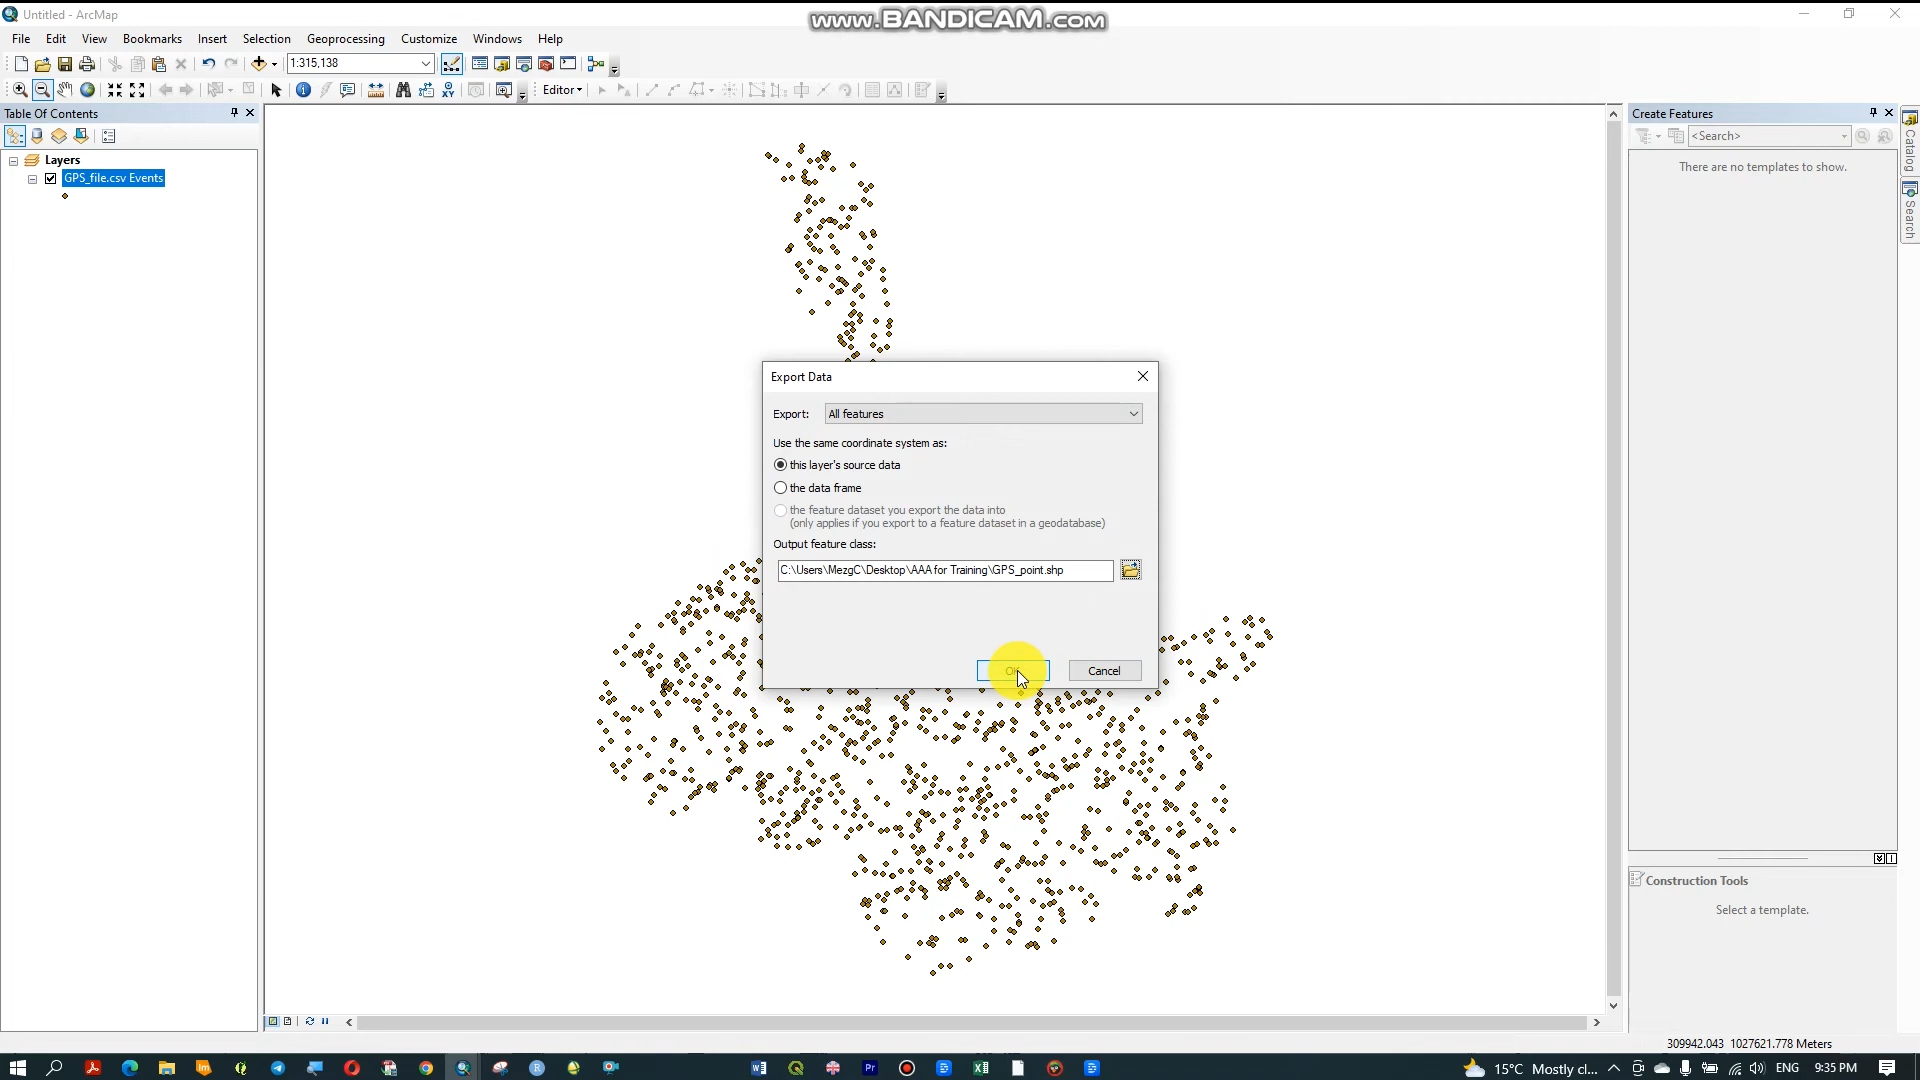 Untitled - ArcMap
www.BANDICAM.com
File Edit View Bookmarks Insert Selection Geoprocessing Customize Windows Help
1:315,138
Editor
Table Of Contents
Layers
GPS_file.csv Events
Export Data
Export: All features
Use the same coordinate system as:
this layer's source data
the data frame
the feature dataset you export the data into
(only applies if you export to a feature dataset in a geodatabase)
Output feature class:
C:\Users\MezgC\Desktop\AAA for Training\GPS_point.shp
OK Cancel
Create Features
<Search>
There are no templates to show.
Construction Tools
Select a template.
Catalog
Search
309942.043 1027621.778 Meters
15°C Mostly cl... ENG 9:35 PM